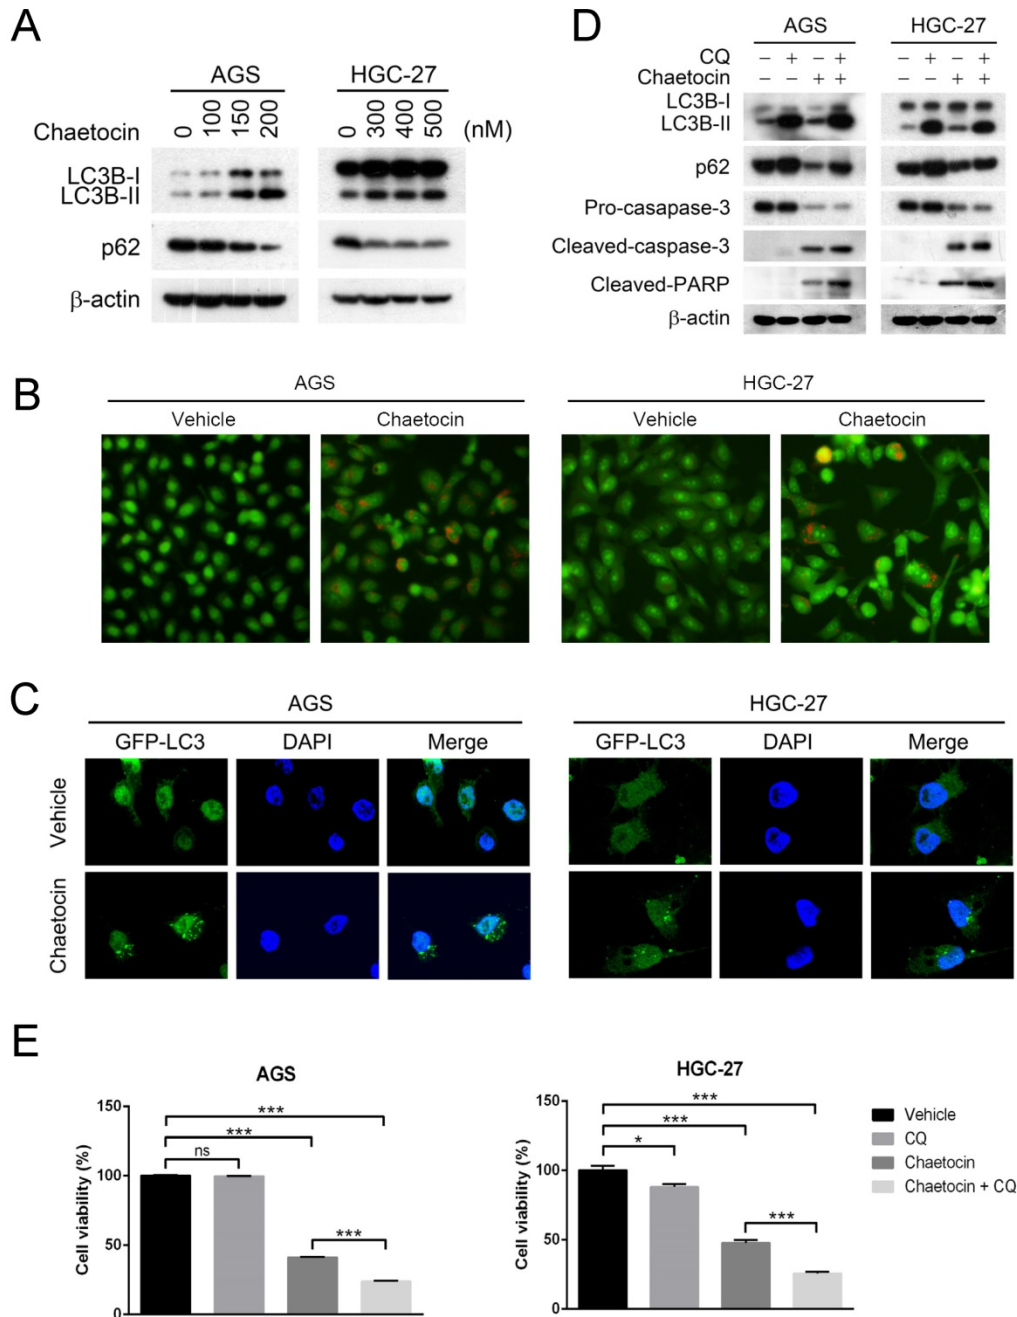 A
AGS
HGC-27
Chaetocin
0 100 150 200
0 300 400 500
(nM)
LC3B-I
LC3B-II
p62
β-actin
D
AGS
HGC-27
CQ
– + – +
– + – +
Chaetocin
– – + +
– – + +
LC3B-I
LC3B-II
p62
Pro-casapase-3
Cleaved-caspase-3
Cleaved-PARP
β-actin
B
AGS
HGC-27
Vehicle
Chaetocin
Vehicle
Chaetocin
C
AGS
HGC-27
GFP-LC3
DAPI
Merge
GFP-LC3
DAPI
Merge
Vehicle
Chaetocin
E
AGS
Cell viability (%)
150
100
50
0
***
***
ns
***
HGC-27
Cell viability (%)
150
100
50
0
***
***
*
***
Vehicle
CQ
Chaetocin
Chaetocin + CQ